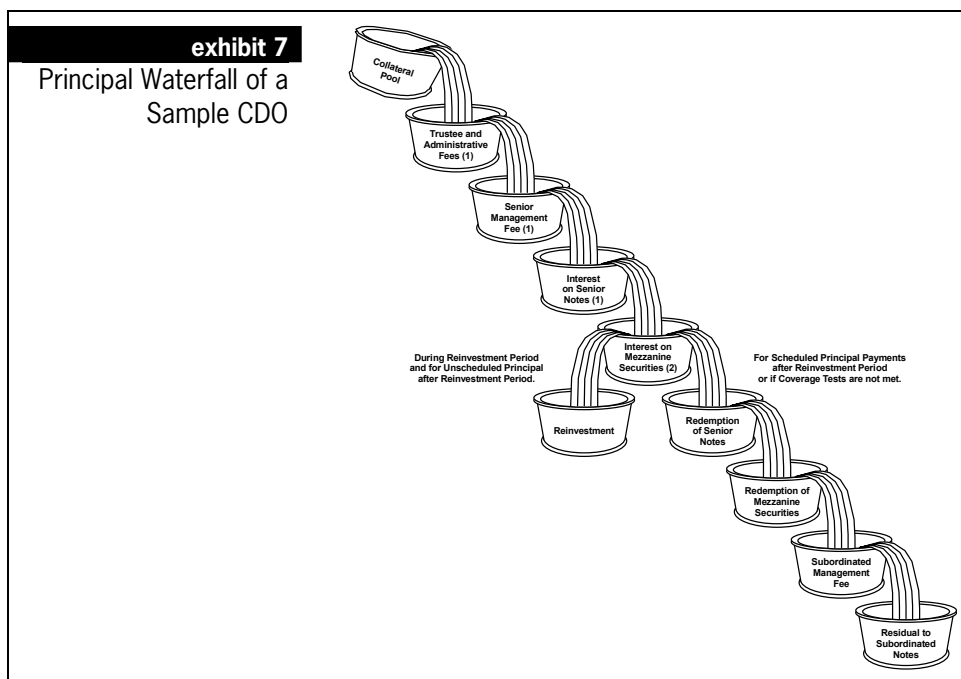 exhibit 7
Principal Waterfall of a
Sample CDO
Collateral
Pool
Trustee and
Administrative
Fees (1)
Senior
Management
Fee (1)
Interest
on Senior
Notes (1)
Interest on
Mezzanine
Securities (2)
During Reinvestment Period
and for Unscheduled Principal
after Reinvestment Period.
For Scheduled Principal Payments
after Reinvestment Period
or if Coverage Tests are not met.
Reinvestment
Redemption
of Senior
Notes
Redemption of
Mezzanine
Securities
Subordinated
Management
Fee
Residual to
Subordinated
Notes